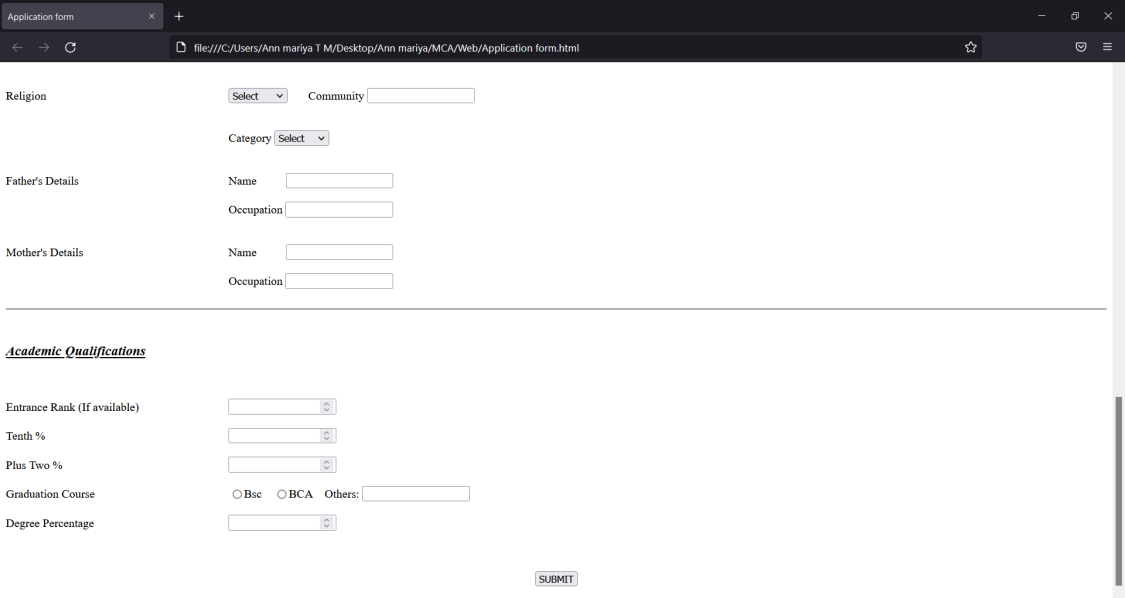 Application form
file:///C:/Users/Ann mariya T M/Desktop/Ann mariya/MCA/Web/Application form.html
Religion Select Community
Category Select
Father's Details Name
Occupation
Mother's Details Name
Occupation
Academic Qualifications
Entrance Rank (If available)
Tenth %
Plus Two %
Graduation Course Bsc BCA Others:
Degree Percentage
SUBMIT